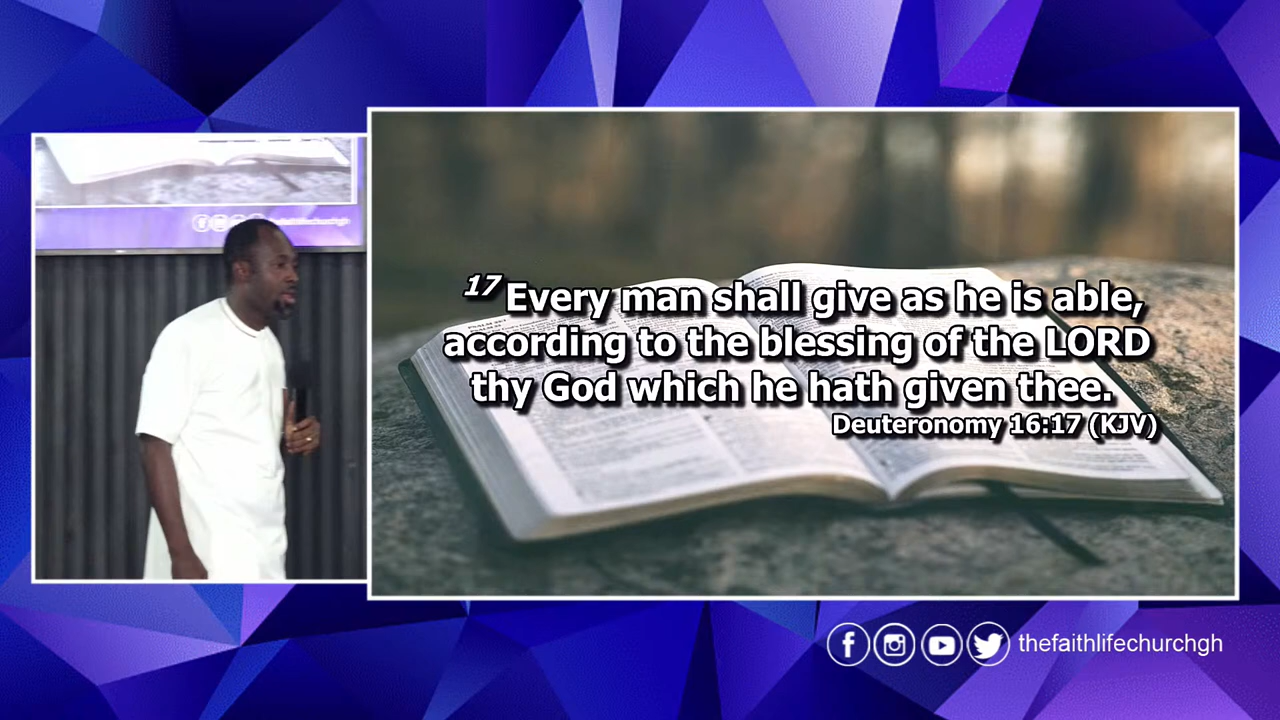 17 Every man shall give as he is able,
according to the blessing of the LORD
thy God which he hath given thee.
Deuteronomy 16:17 (KJV)
thefaithlifechurchgh